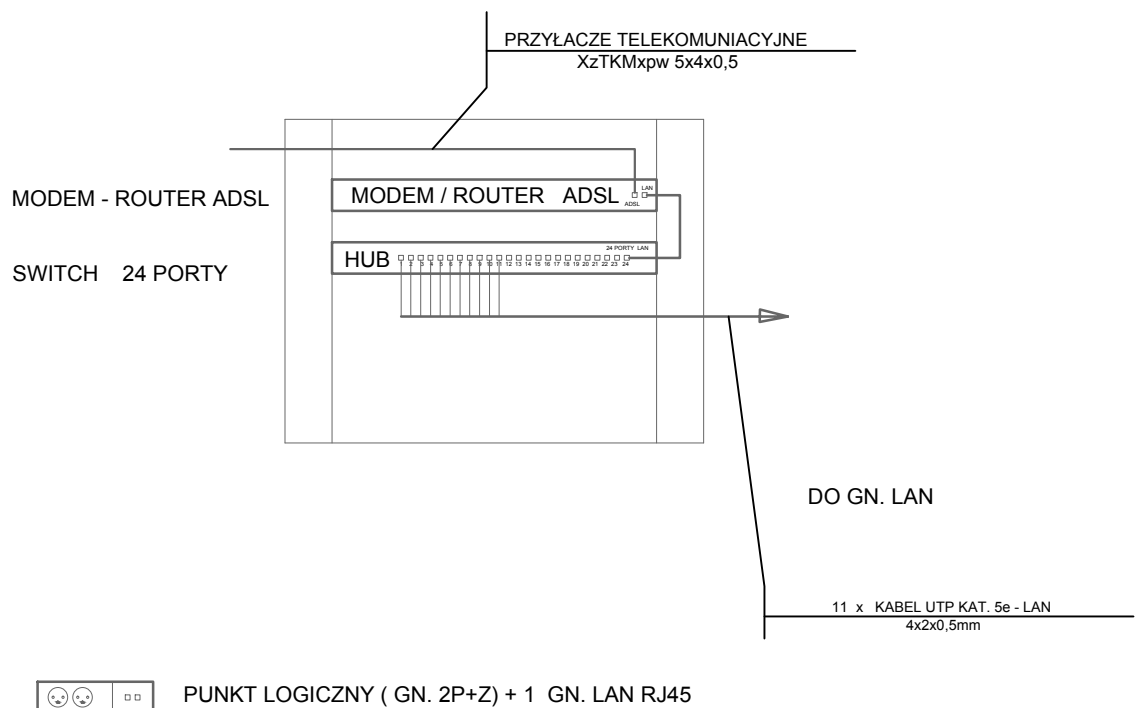 PRZYŁACZE TELEKOMUNIACYJNE
XzTKMxpw 5x4x0,5
MODEM - ROUTER ADSL
MODEM / ROUTER ADSL
LAN
ADSL
SWITCH 24 PORTY
HUB
24 PORTY LAN
2 3 4 5 6 7 8 9 10 11 12 13 14 15 16 17 18 19 20 21 22 23 24
DO GN. LAN
11 x KABEL UTP KAT. 5e - LAN
4x2x0,5mm
PUNKT LOGICZNY ( GN. 2P+Z) + 1 GN. LAN RJ45